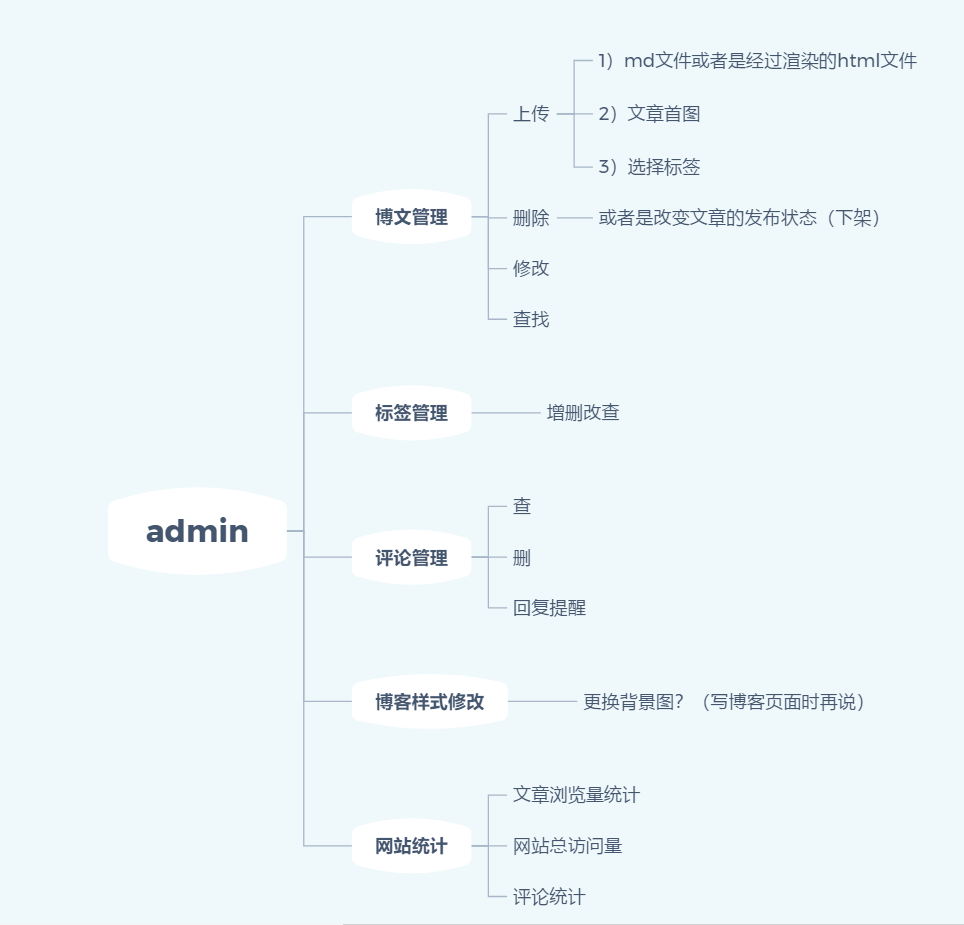 admin
博文管理
上传
1）md文件或者是经过渲染的html文件
2）文章首图
3）选择标签
删除
或者是改变文章的发布状态（下架）
修改
查找
标签管理
增删改查
评论管理
查
删
回复提醒
博客样式修改
更换背景图？（写博客页面时再说）
网站统计
文章浏览量统计
网站总访问量
评论统计